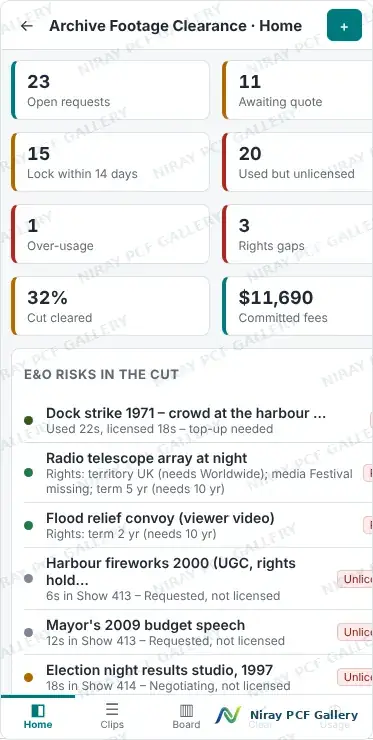 ← Archive Footage Clearance · Home +
23
Open requests
11
Awaiting quote
15
Lock within 14 days
20
Used but unlicensed
1
Over-usage
3
Rights gaps
32%
Cut cleared
$11,690
Committed fees
E&O RISKS IN THE CUT
Dock strike 1971 – crowd at the harbour ...
Used 22s, licensed 18s – top-up needed
Radio telescope array at night
Rights: territory UK (needs Worldwide); media Festival
missing; term 5 yr (needs 10 yr)
Flood relief convoy (viewer video)
Rights: term 2 yr (needs 10 yr)
Harbour fireworks 2000 (UGC, rights
hold...
6s in Show 413 – Requested, not licensed
Unlic
Mayor's 2009 budget speech
12s in Show 413 – Requested, not licensed
Unlic
Election night results studio, 1997
18s in Show 414 – Negotiating, not licensed
Unlic
Home
Clips
Board
Niray PCF Gallery
Usage
NIRAY PCF GALLERY